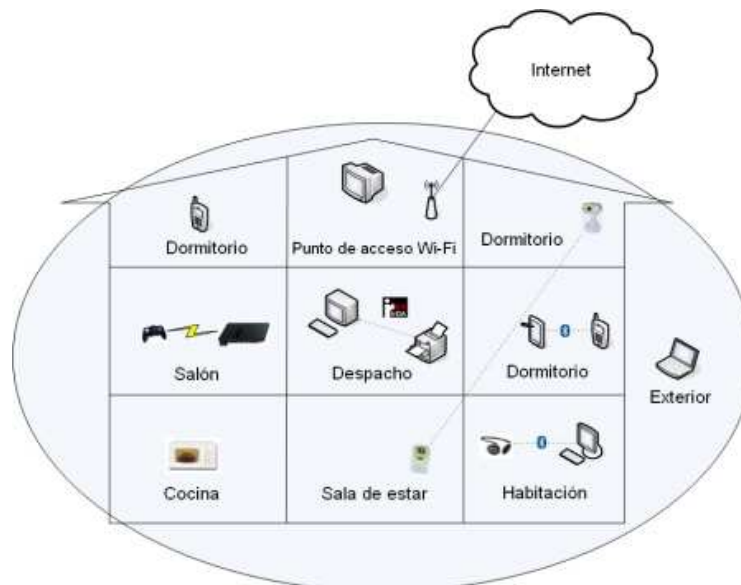 Internet
Dormitorio
Punto de acceso Wi-Fi
Dormitorio
Salón
Despacho
Dormitorio
Exterior
Cocina
Sala de estar
Habitación